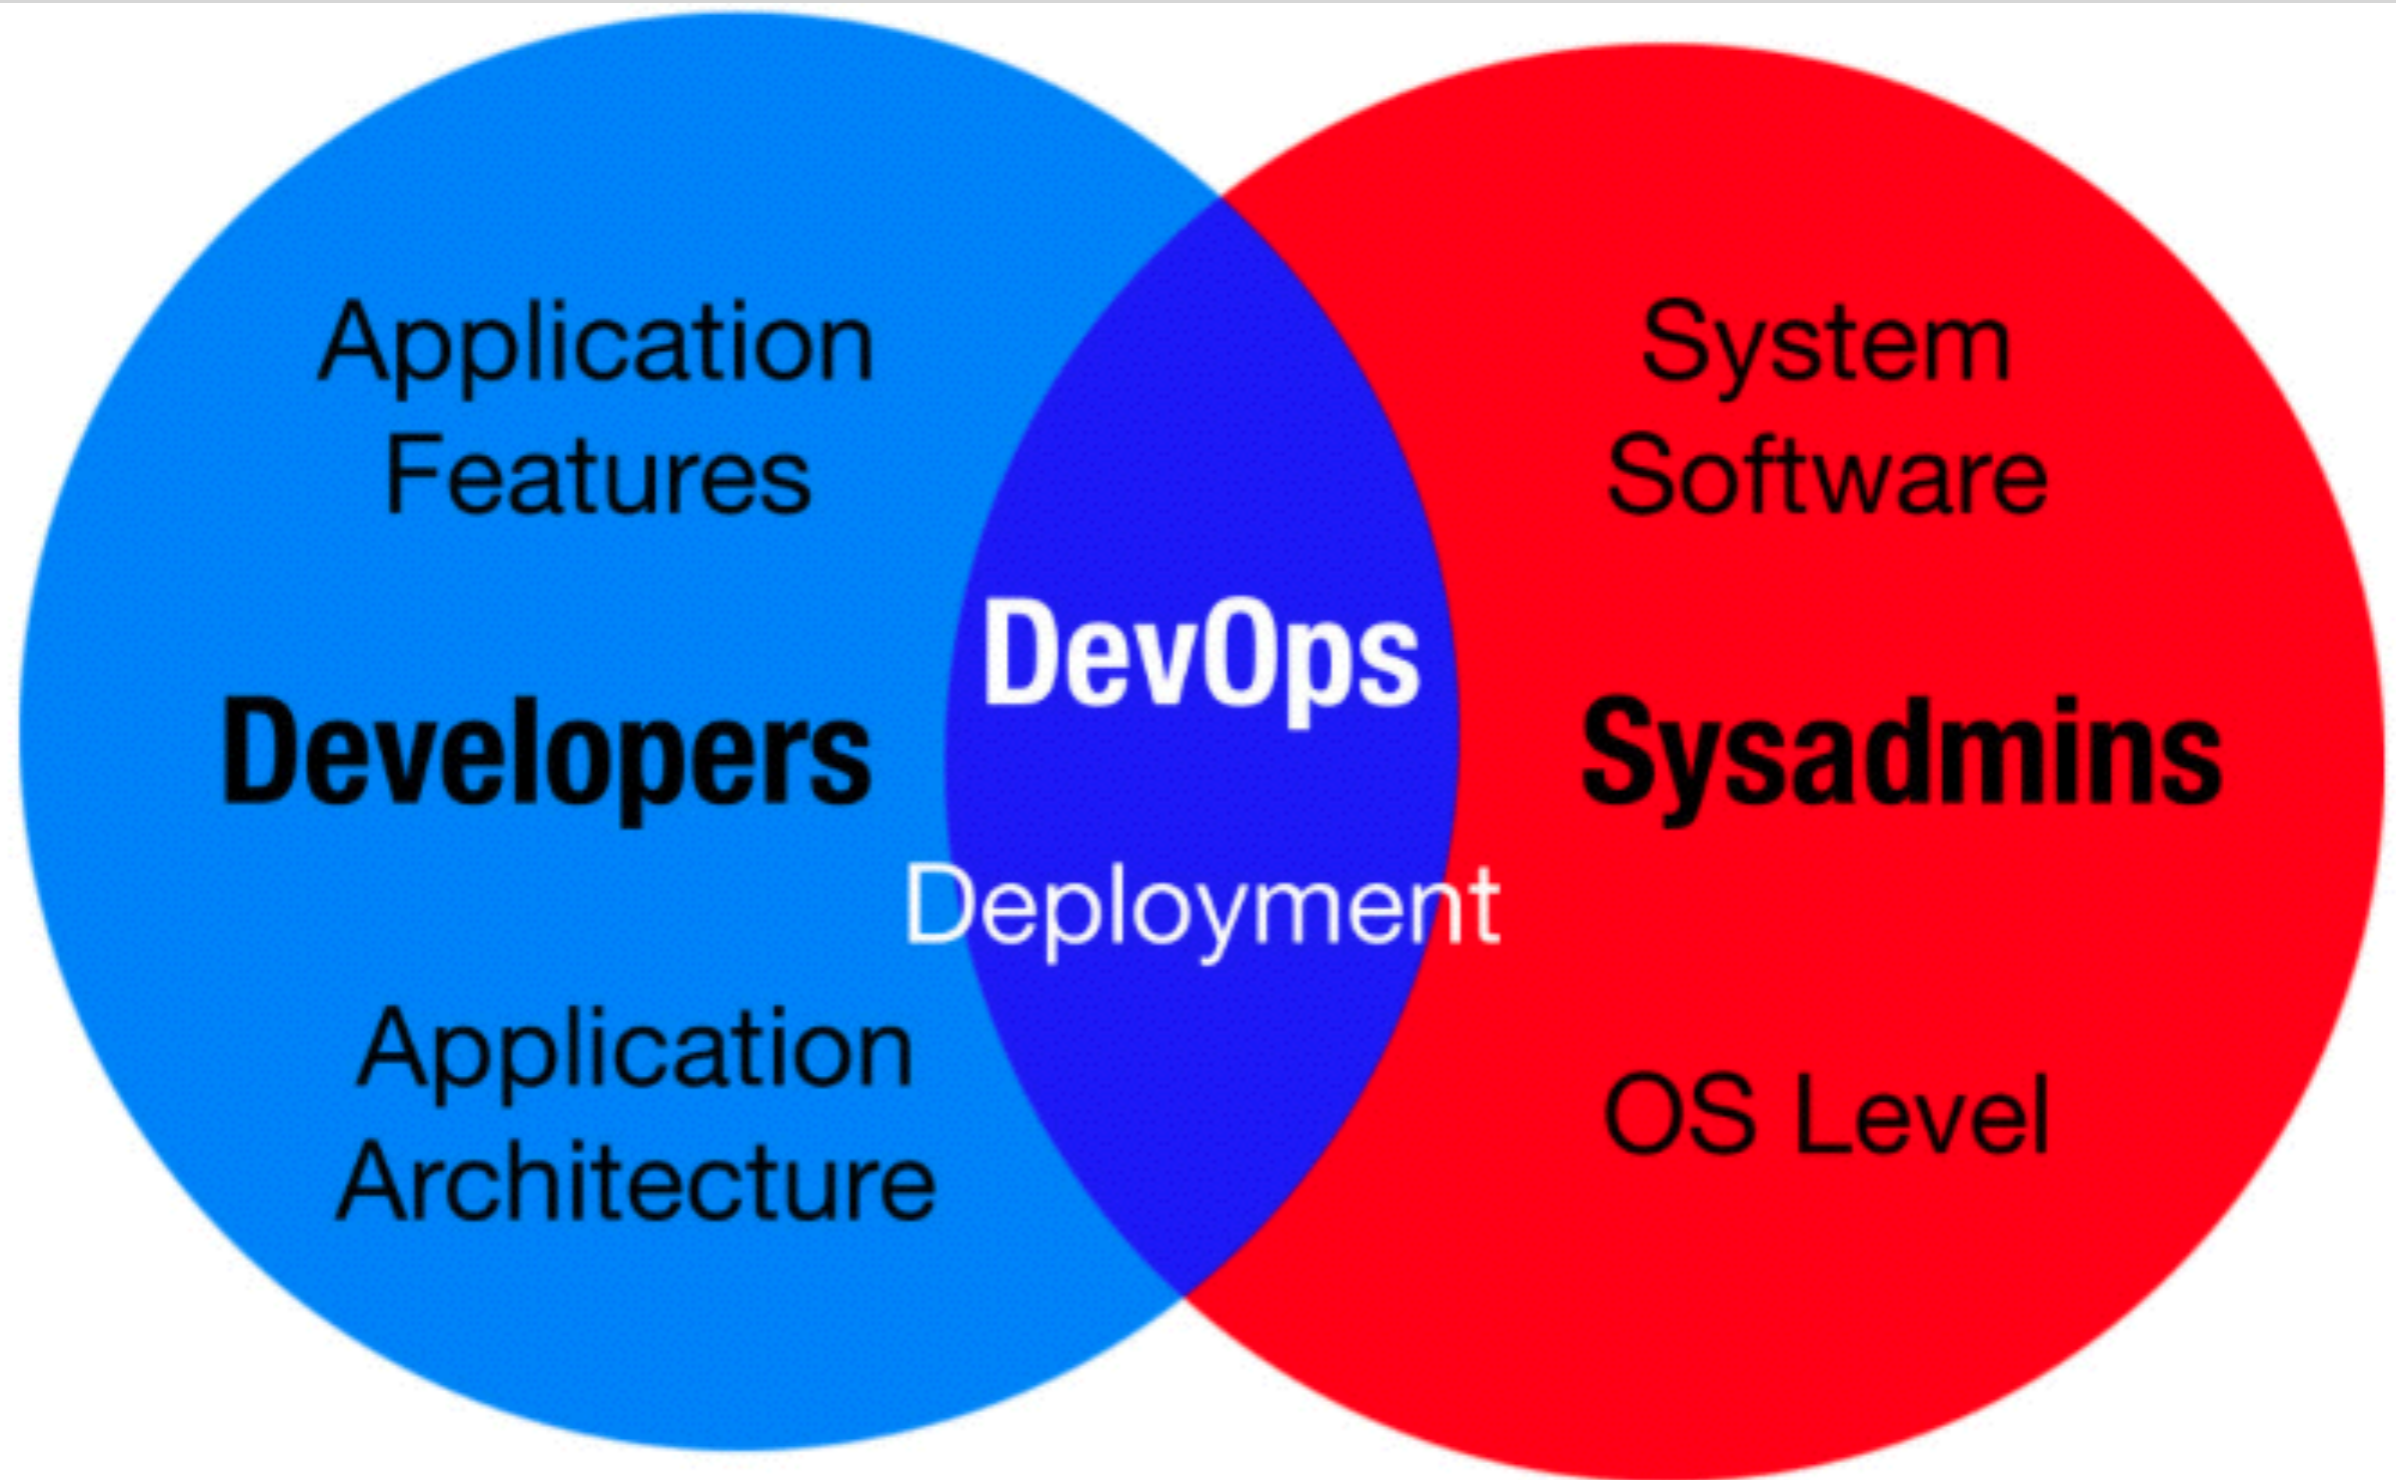 Application
Features
Developers
Application
Architecture
DevOps
Deployment
System
Software
Sysadmins
OS Level